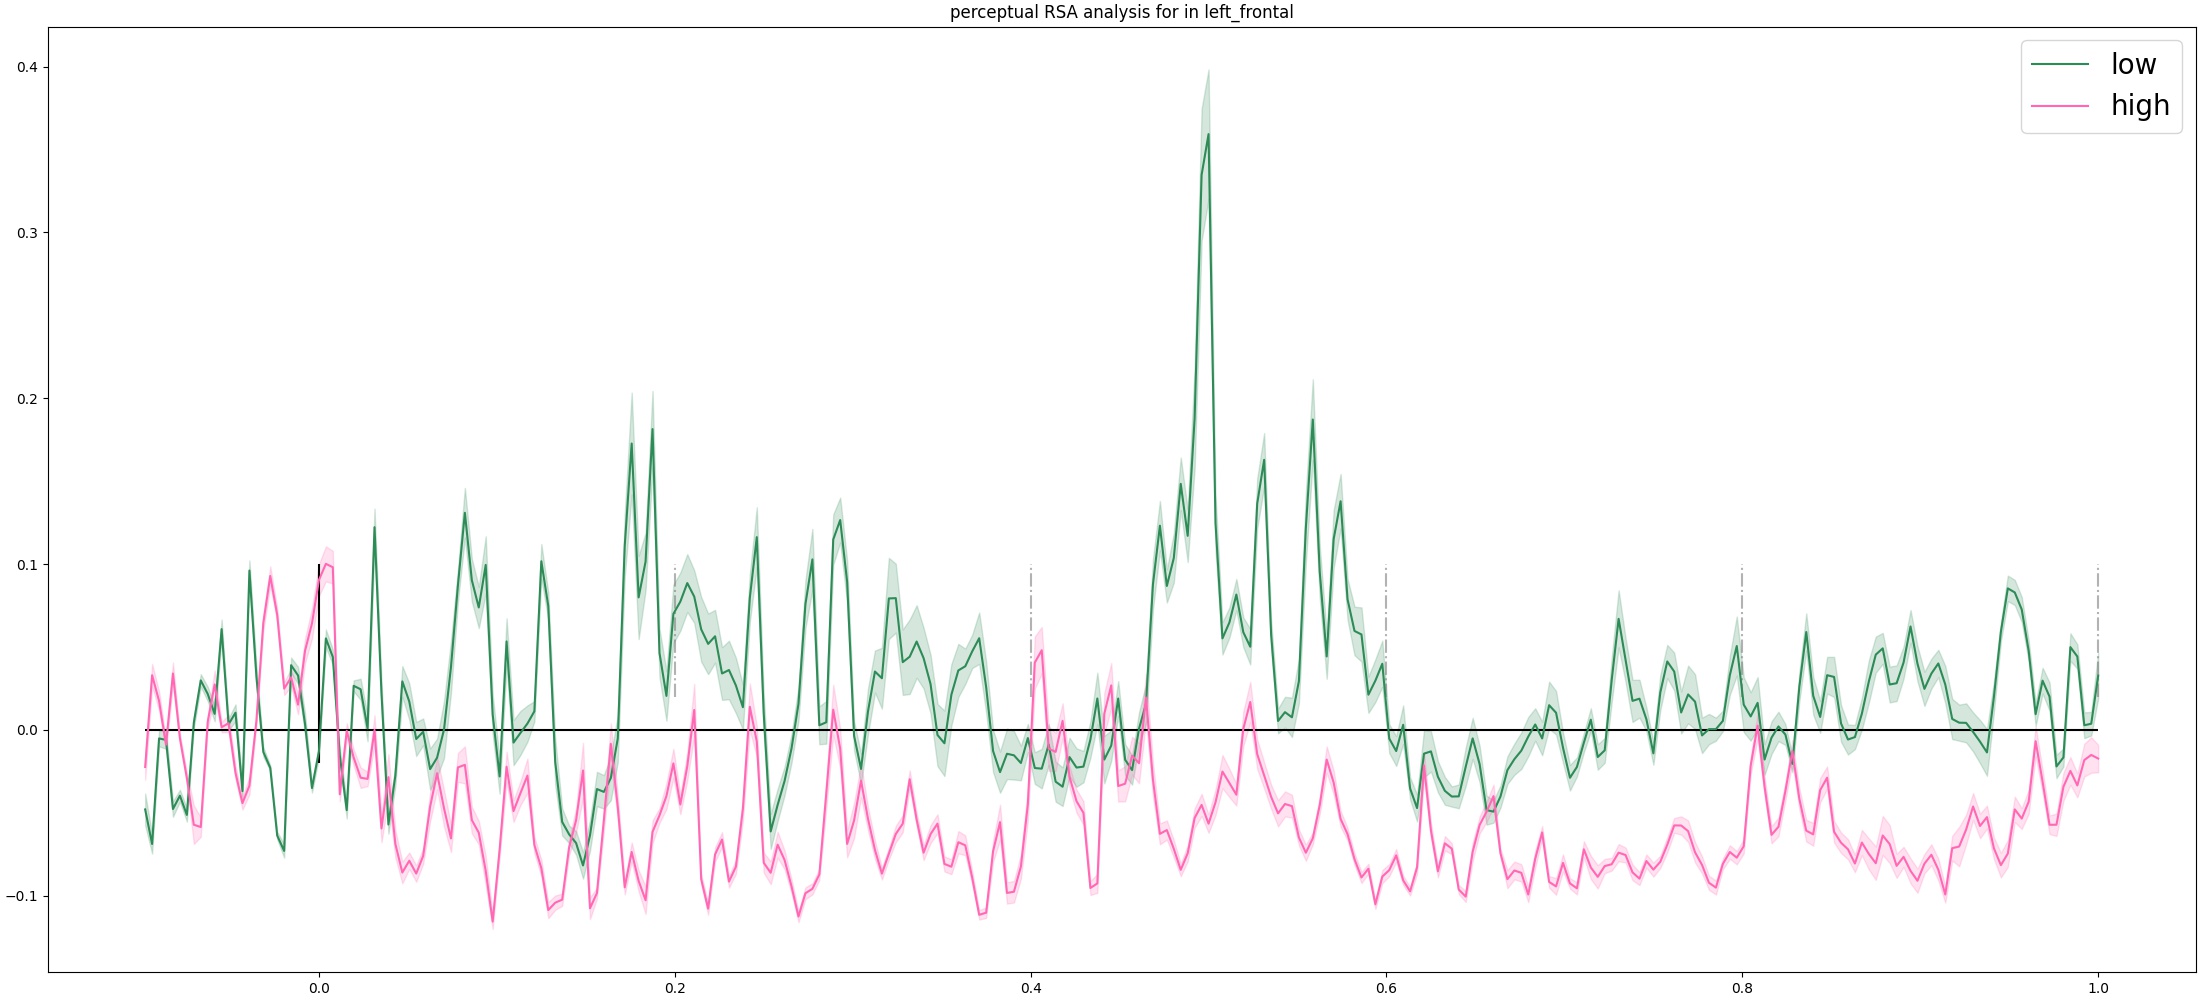 perceptual RSA analysis for in left_frontal
low
high
0.4
0.3
0.2
0.1
0.0
−0.1
0.0 0.2 0.4 0.6 0.8 1.0